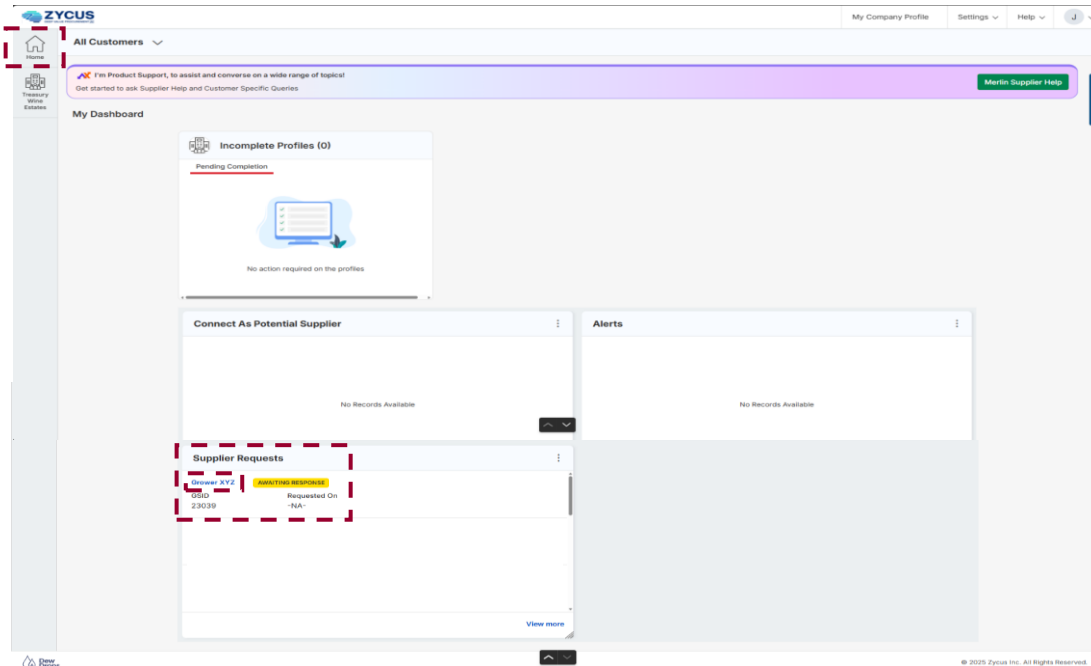 ZYCUS
My Company Profile
Settings
Help
J
Home
All Customers
Treasury
Wine
Estates
I'm Product Support, to assist and converse on a wide range of topics!
Get started to ask Supplier Help and Customer Specific Queries
Merlin Supplier Help
My Dashboard
Incomplete Profiles (0)
Pending Completion
No action required on the profiles
Connect As Potential Supplier
Alerts
No Records Available
No Records Available
Supplier Requests
Grower XYZ
AWAITING RESPONSE
GSID
Requested On
23039
-NA-
View more
Dew
Drops
© 2025 Zycus Inc. All Rights Reserved.